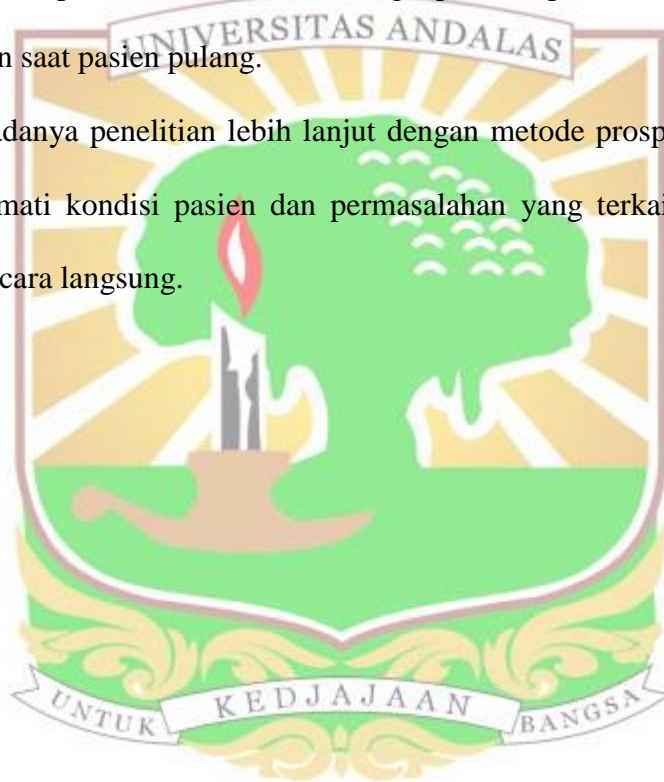 UNIVERSITAS ANDALAS
n saat pasien pulang.
adanya penelitian lebih lanjut dengan metode prosp
mati kondisi pasien dan permasalahan yang terkai
cara langsung.
UNTUK KEDJAJAAN BANGSA